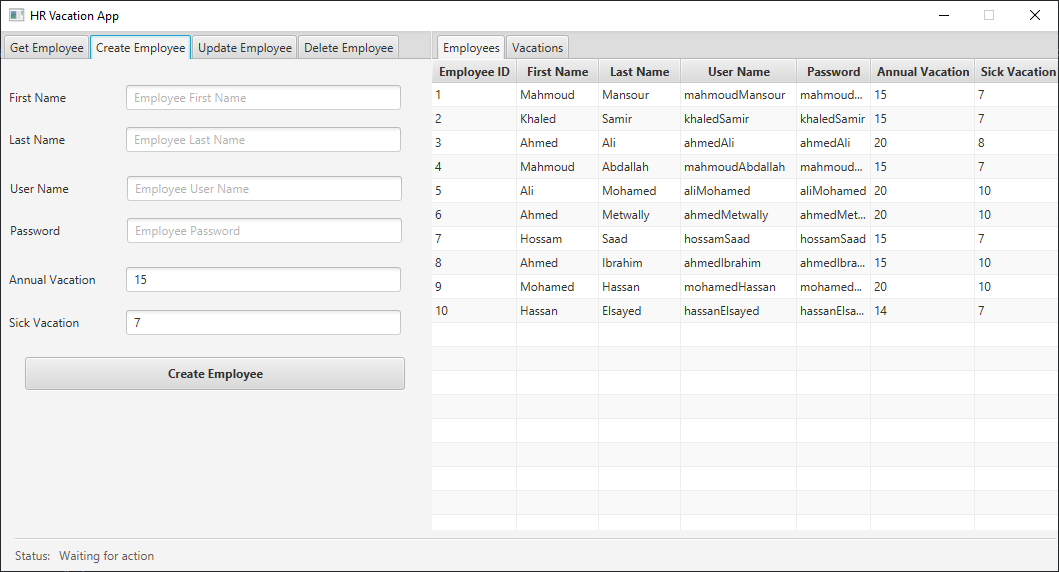 HR Vacation App
Get Employee Create Employee Update Employee Delete Employee
First Name Employee First Name
Last Name Employee Last Name
User Name Employee User Name
Password Employee Password
Annual Vacation 15
Sick Vacation 7
Create Employee
Employees Vacations
Employee ID First Name Last Name User Name Password Annual Vacation Sick Vacation
1 Mahmoud Mansour mahmoudMansour mahmoud... 15 7
2 Khaled Samir khaledSamir khaledSamir 15 7
3 Ahmed Ali ahmedAli ahmedAli 20 8
4 Mahmoud Abdallah mahmoudAbdallah mahmoud... 15 7
5 Ali Mohamed aliMohamed aliMohamed 20 10
6 Ahmed Metwally ahmedMetwally ahmedMet... 20 10
7 Hossam Saad hossamSaad hossamSaad 15 7
8 Ahmed Ibrahim ahmedIbrahim ahmedIbra... 15 10
9 Mohamed Hassan mohamedHassan mohamed... 20 10
10 Hassan Elsayed hassanElsayed hassanElsa... 14 7
Status: Waiting for action